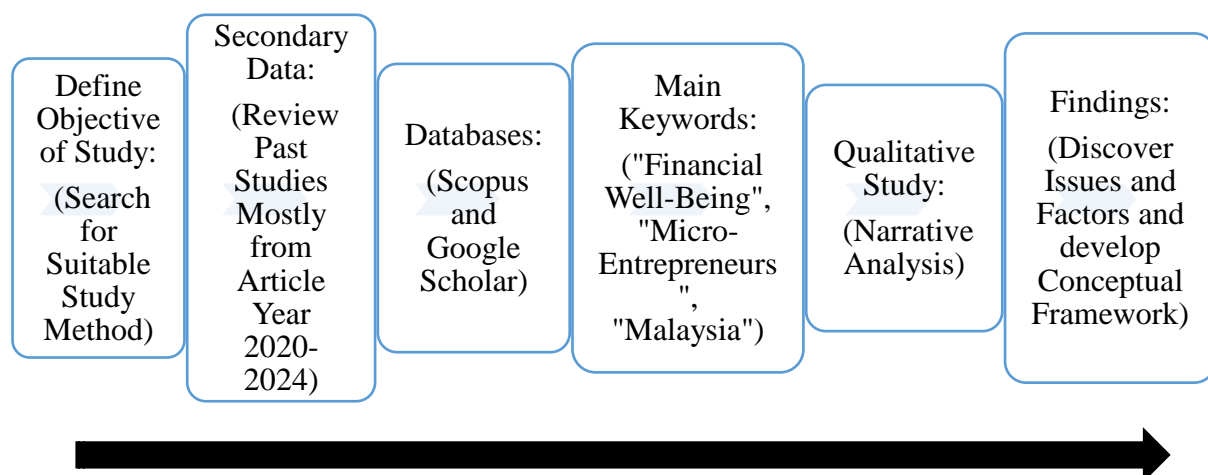 Define
Objective
of Study:
(Search
for
Suitable
Study
Method)
Secondary
Data:
(Review
Past
Studies
Mostly
from
Article
Year
2020-
2024)
Databases:
(Scopus
and
Google
Scholar)
Main
Keywords:
("Financial
Well-Being",
"Micro-
Entrepreneurs
",
"Malaysia")
Qualitative
Study:
(Narrative
Analysis)
Findings:
(Discover
Issues and
Factors and
develop
Conceptual
Framework)